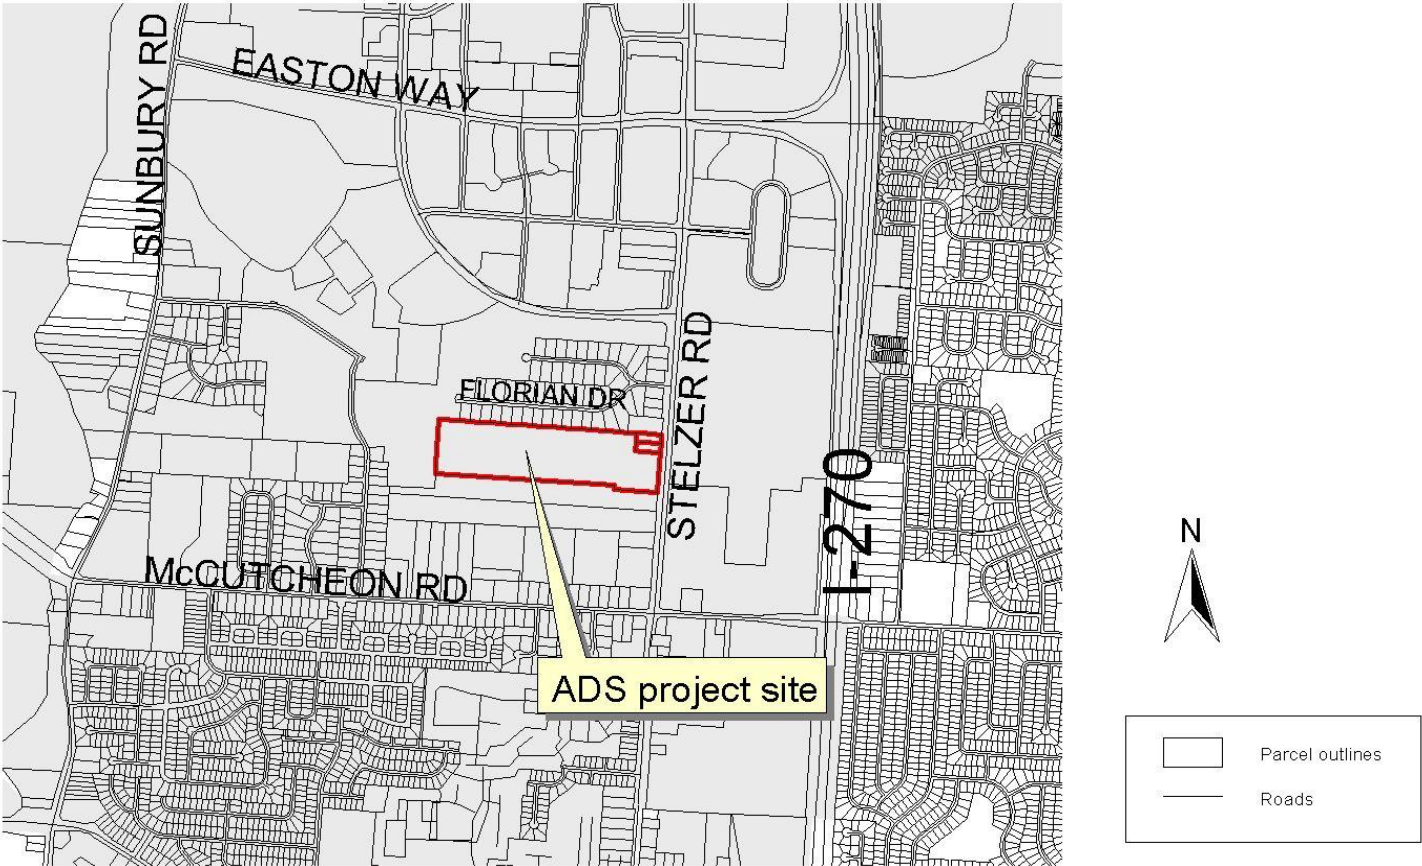 SUNBURY RD
EASTON WAY
STELZER RD
FLORIAN DR
I-270
McCUTCHEON RD
ADS project site
N
Parcel outlines
Roads